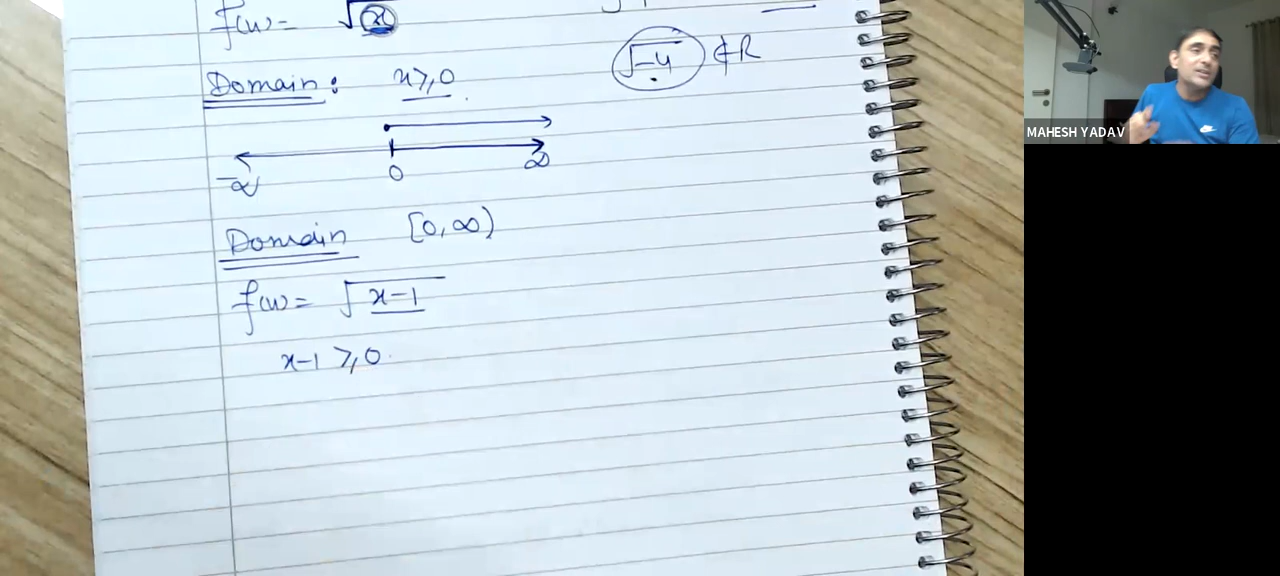 f(x) = √x
√-4 ∉ R
Domain : x ≥ 0
-∞ 0 ∞
Domain [0, ∞)
f(x) = √x-1
x-1 ≥ 0
MAHESH YADAV